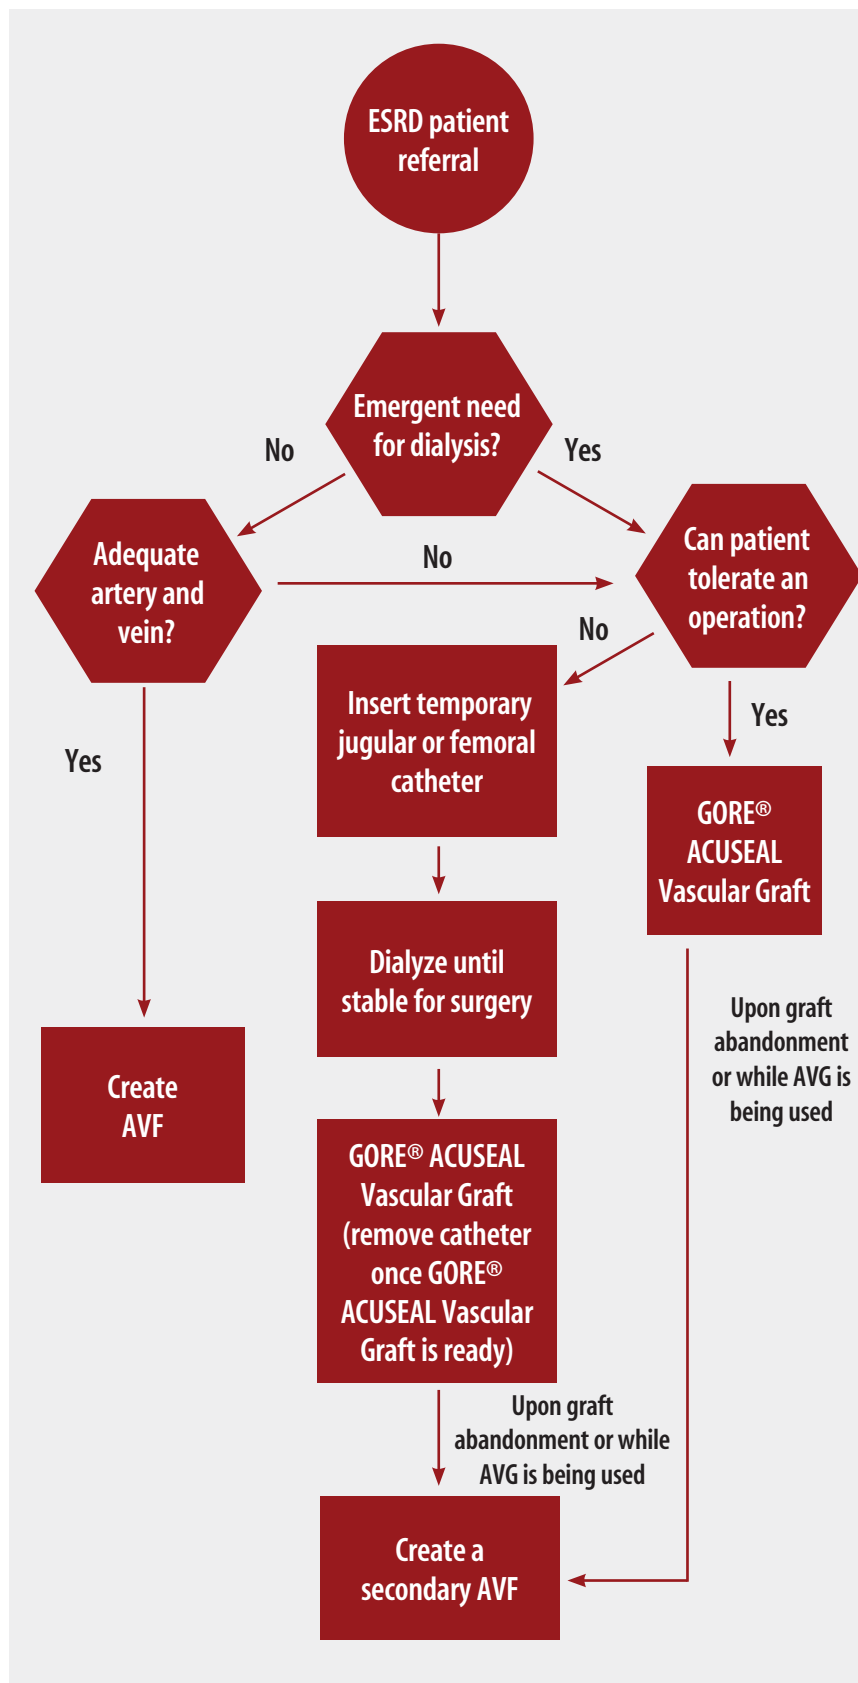 ESRD patient
referral
Emergent need
for dialysis?
No
Yes
Adequate
artery and
vein?
No
Can patient
tolerate an
operation?
No
Yes
Yes
Insert temporary
jugular or femoral
catheter
GORE®
ACUSEAL
Vascular Graft
Dialyze until
stable for surgery
Upon graft
abandonment
or while AVG is
being used
Create
AVF
GORE® ACUSEAL
Vascular Graft
(remove catheter
once GORE®
ACUSEAL Vascular
Graft is ready)
Upon graft
abandonment or while
AVG is being used
Create a
secondary AVF